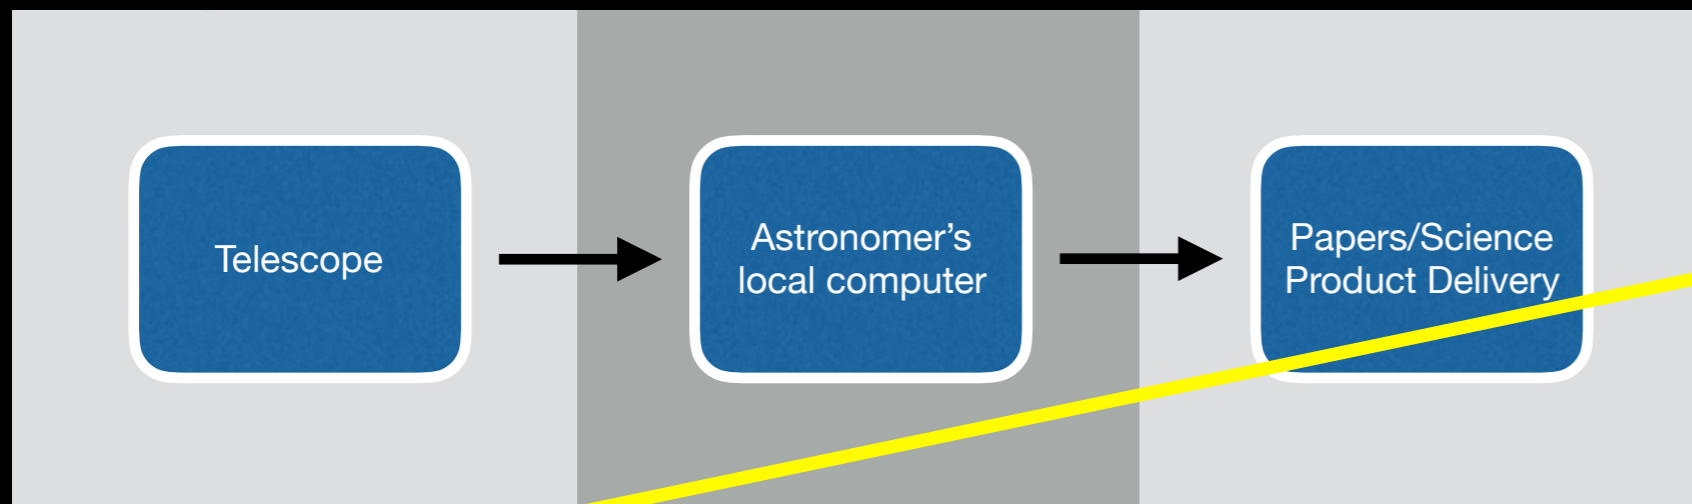 Telescope
Astronomer’s
local computer
Papers/Science
Product Delivery